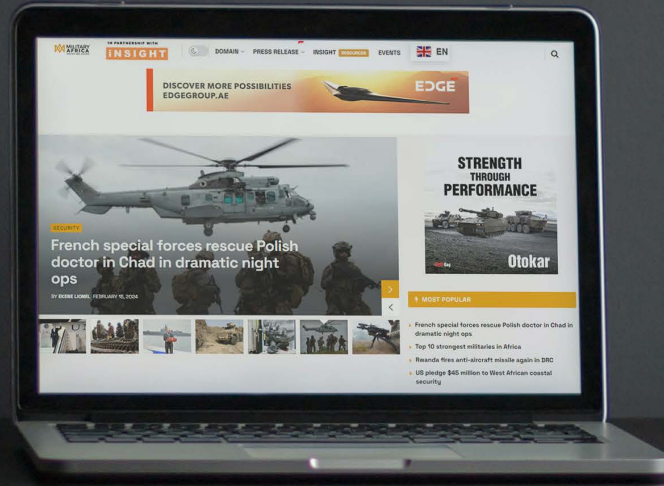 MILITARY
AFRICA
IN PARTNERSHIP WITH
INSIGHT
DOMAIN
PRESS RELEASE
INSIGHT
EVENTS
EN
DISCOVER MORE POSSIBILITIES
EDGEGROUP.AE
EDGE
SECURITY
French special forces rescue Polish
doctor in Chad in dramatic night
ops
BY EKENE LIONEL FEBRUARY 15, 2024
STRENGTH
THROUGH
PERFORMANCE
Otokar
MOST POPULAR
French special forces rescue Polish doctor in Chad in
dramatic night ops
Top 10 strongest militaries in Africa
Rwanda fires anti-aircraft missile again in DRC
US pledge $45 million to West African coastal
security